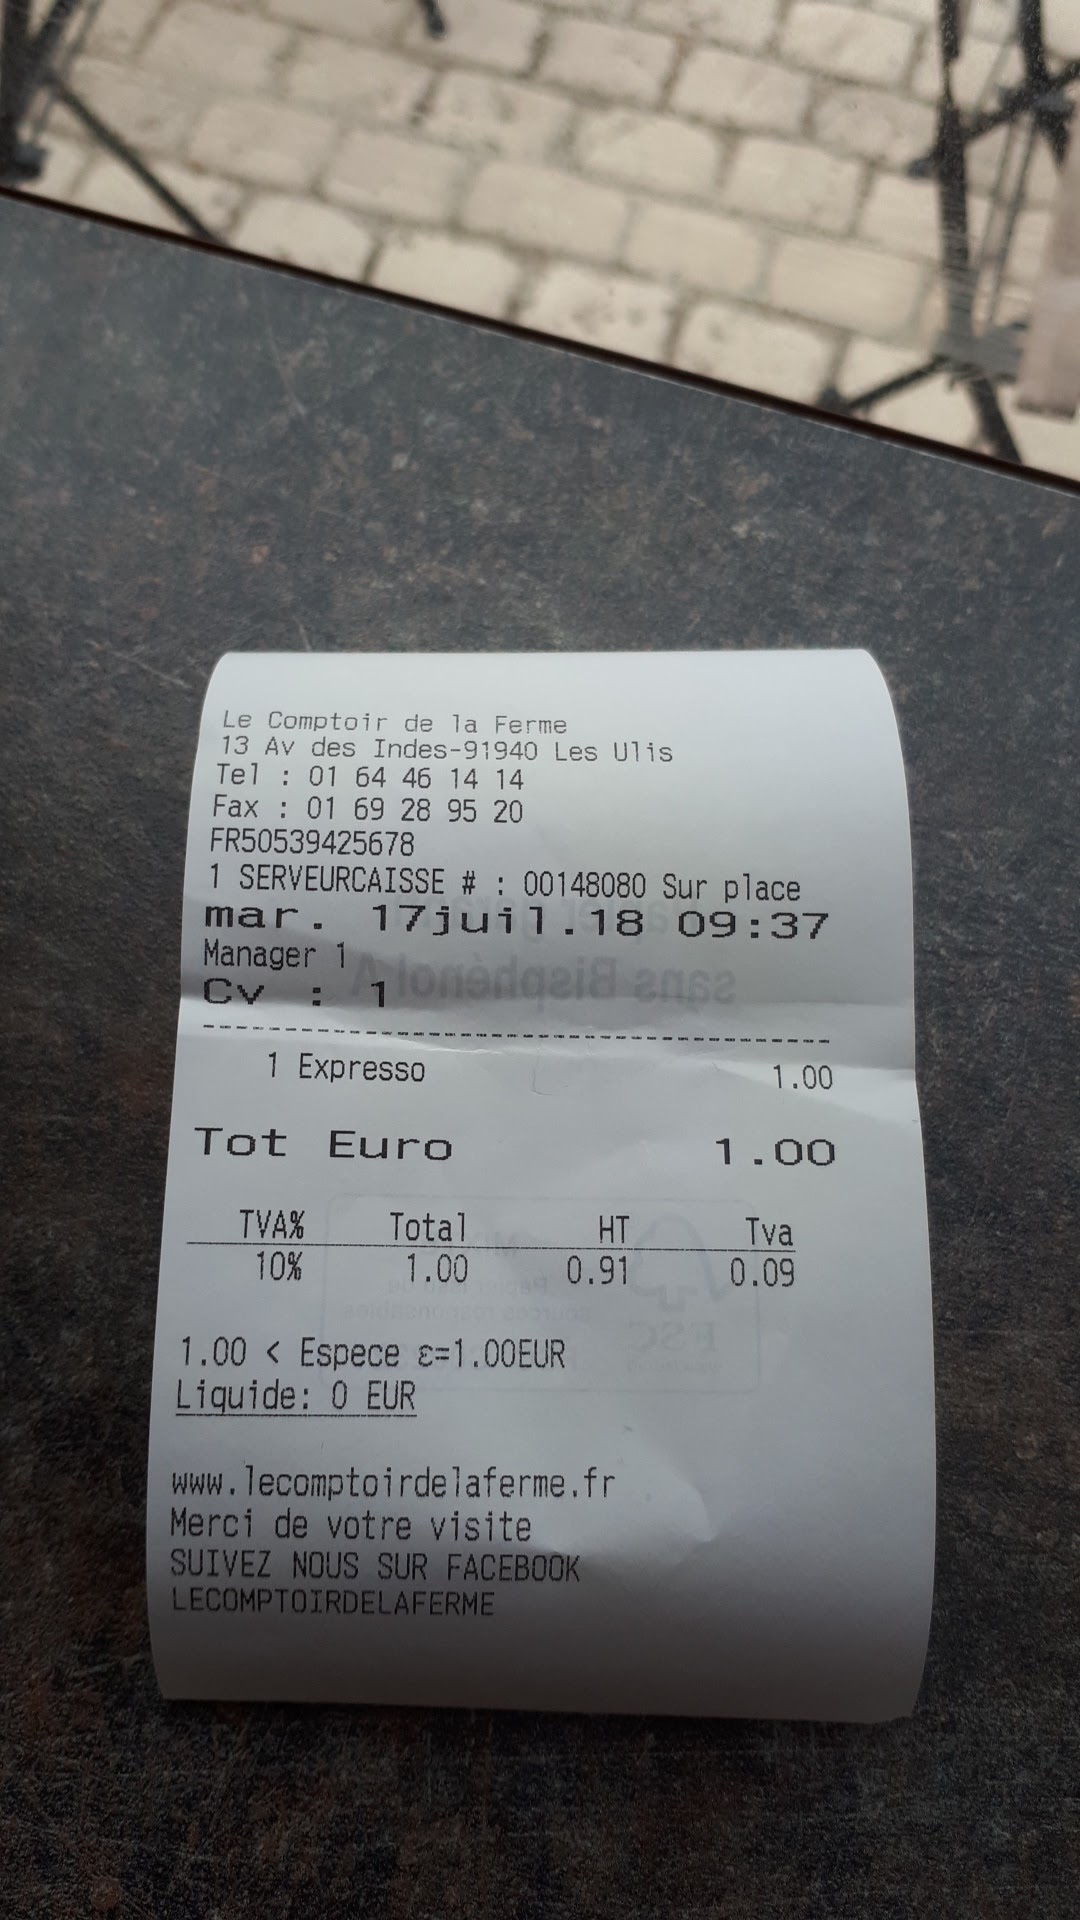 Le Comptoir de la Ferme
13 Av des Indes-91940 Les Ulis
Tel : 01 64 46 14 14
Fax : 01 69 28 95 20
FR50539425678
1 SERVEURCAISSE # : 00148080 Sur place
mar. 17juil.18 09:37
Manager 1
Cv : 1
1 Expresso 1.00
Tot Euro 1.00
TVA% Total HT Tva
10% 1.00 0.91 0.09
1.00 < Espece ε=1.00EUR
Liquide: 0 EUR
www.lecomptoirdelaferme.fr
Merci de votre visite
SUIVEZ NOUS SUR FACEBOOK
LECOMPTOIRDELAFERME
sans Bisphénol A